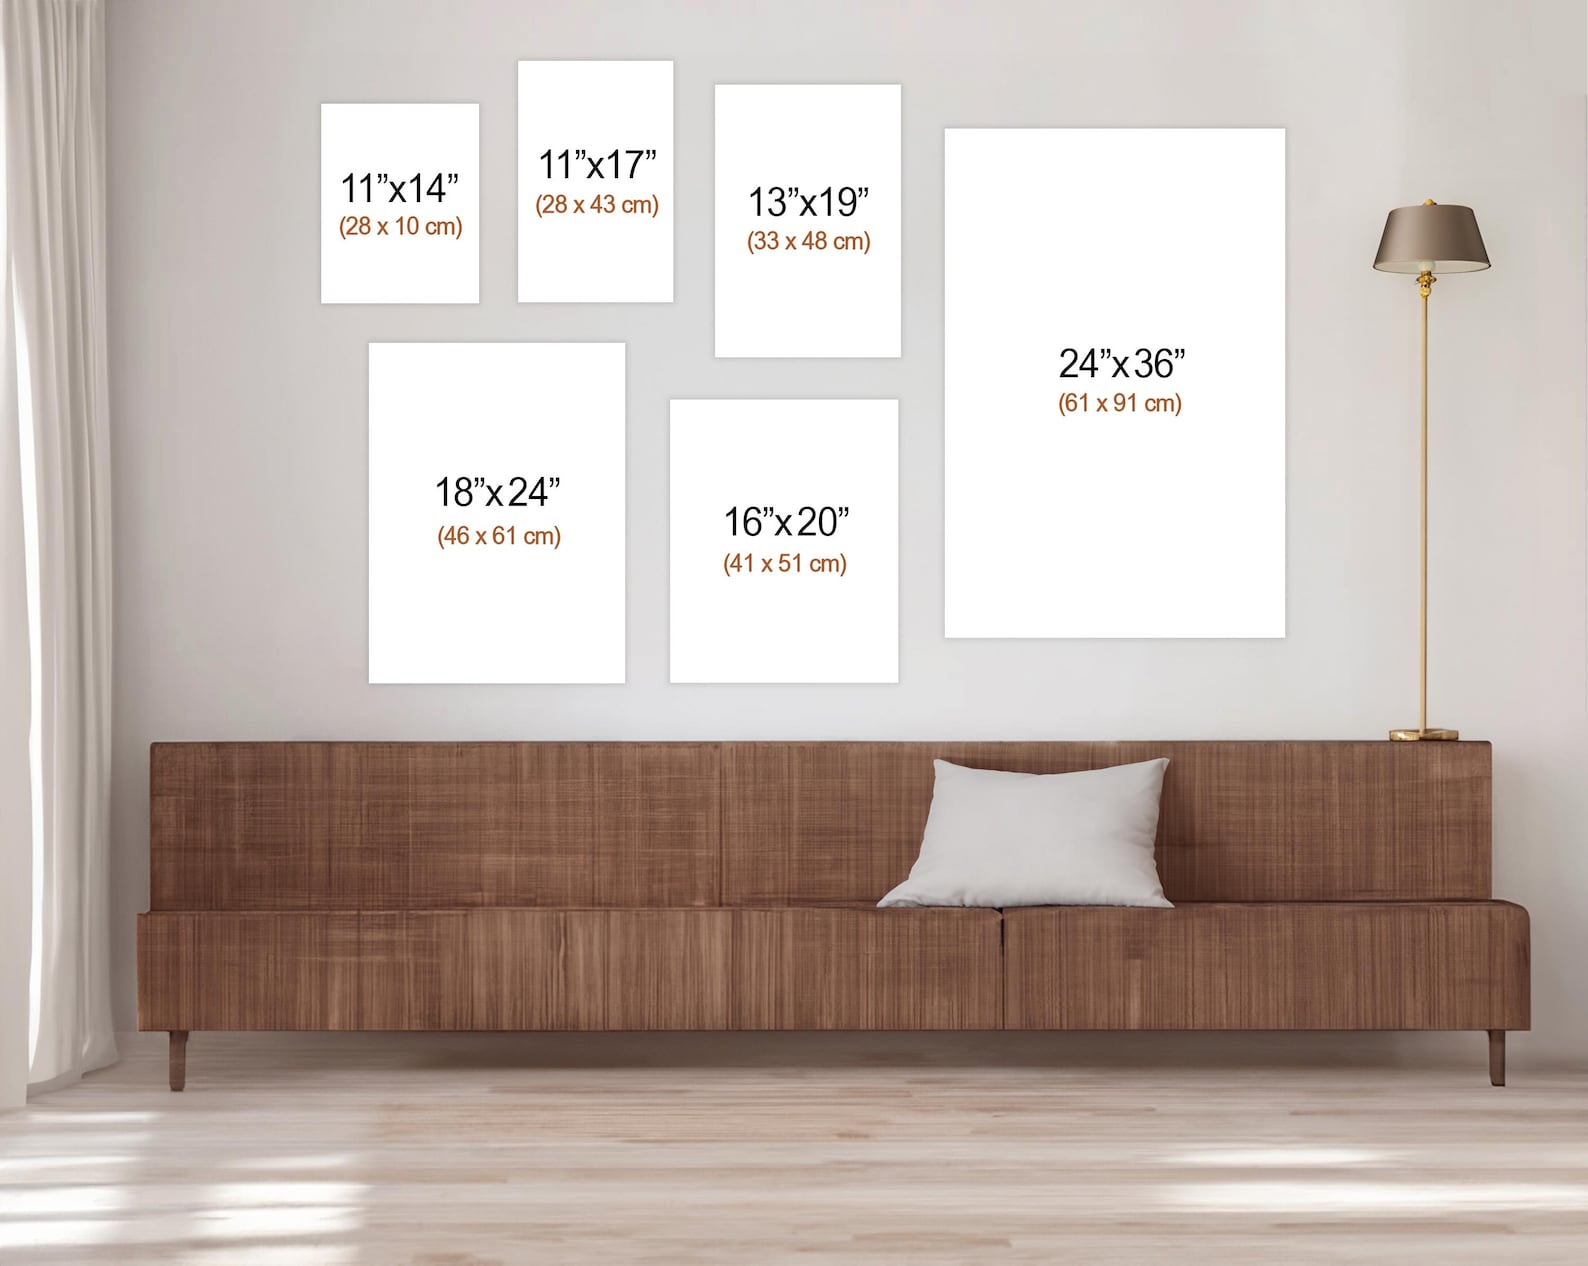 11”x14”
(28 x 10 cm)
11”x17”
(28 x 43 cm)
13”x19”
(33 x 48 cm)
24”x36”
(61 x 91 cm)
18”x24”
(46 x 61 cm)
16”x20”
(41 x 51 cm)